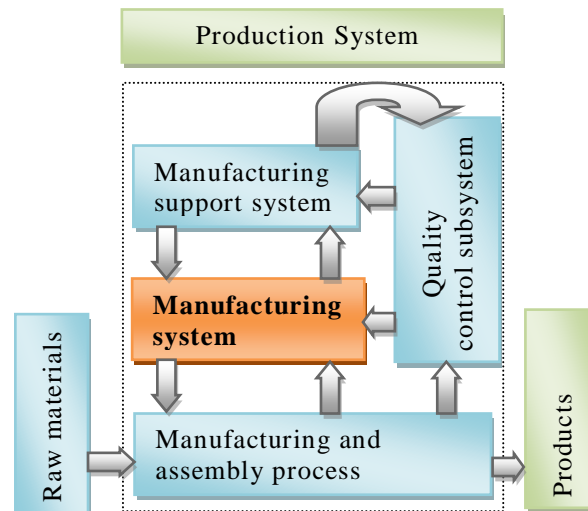 Production System
Manufacturing
support system
Quality
control subsystem
Manufacturing
system
Raw materials
Manufacturing and
assembly process
Products